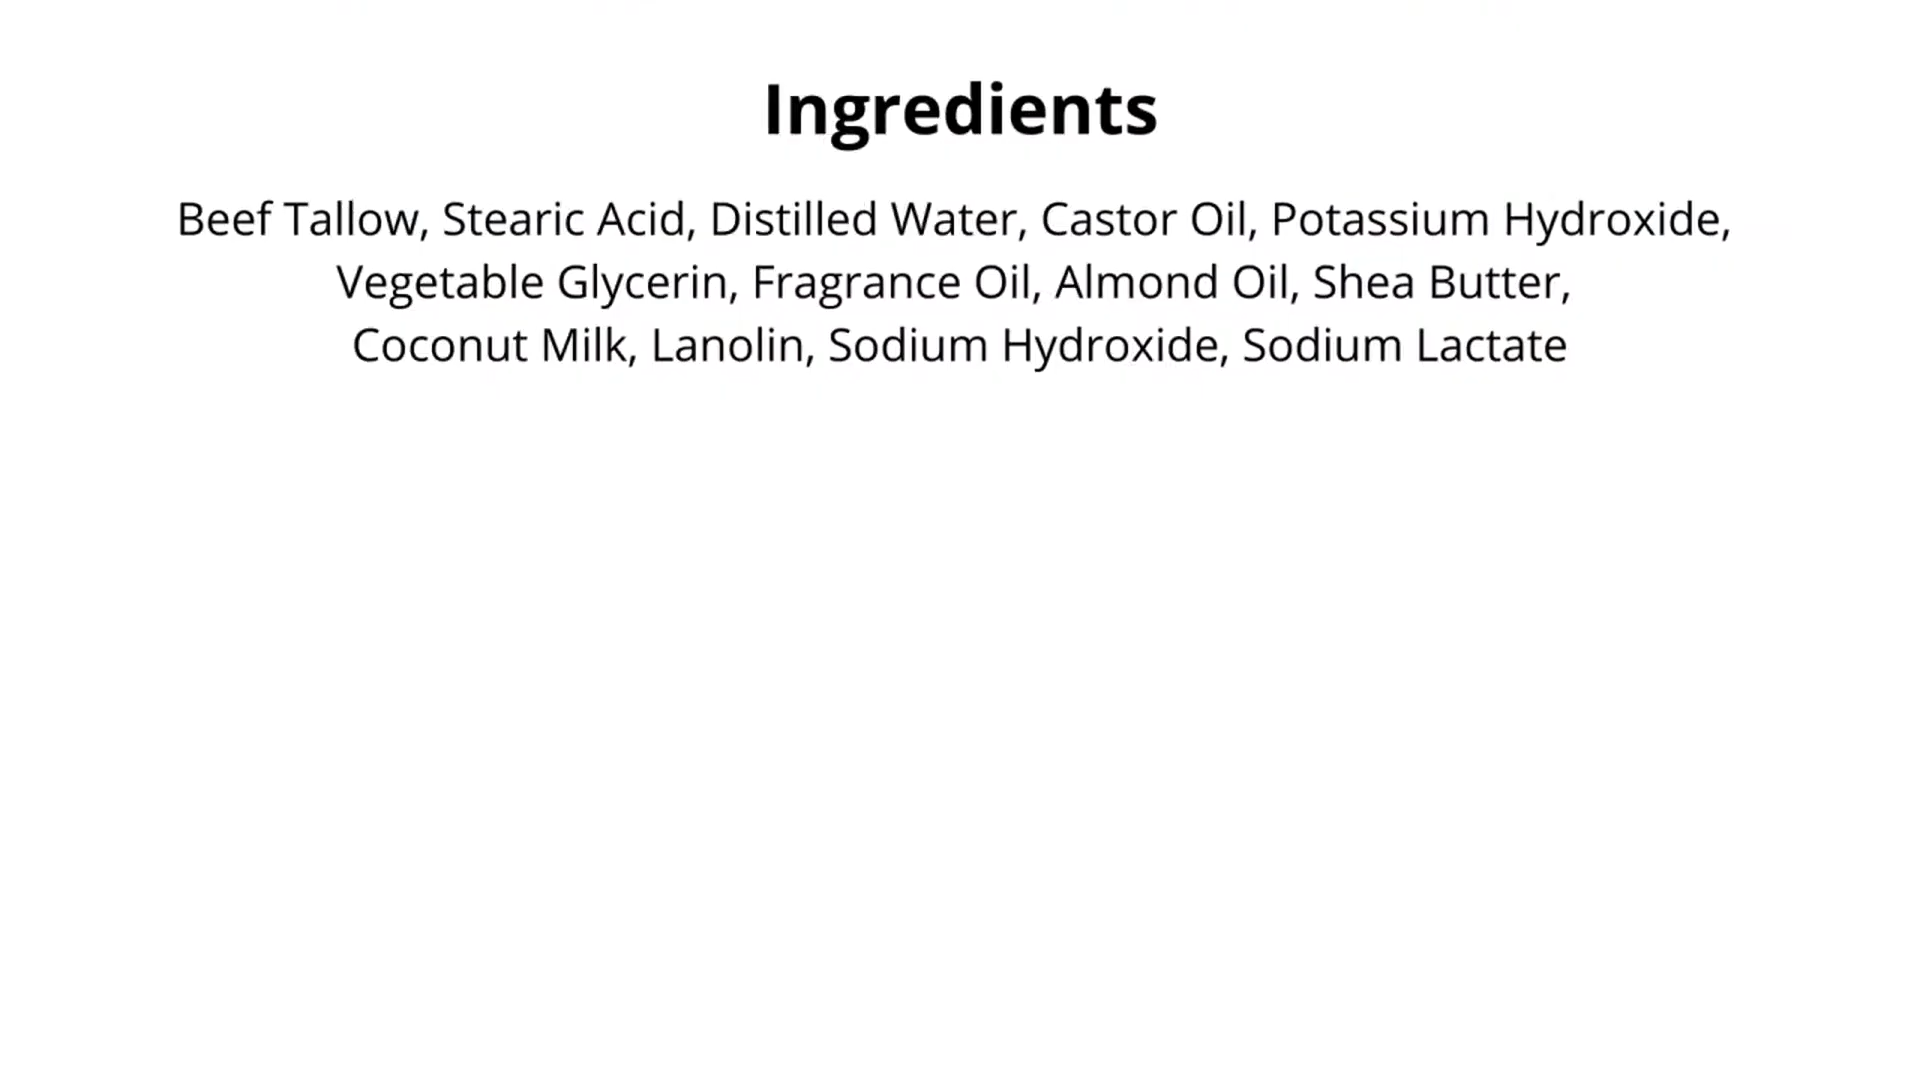 Ingredients
Beef Tallow, Stearic Acid, Distilled Water, Castor Oil, Potassium Hydroxide,
Vegetable Glycerin, Fragrance Oil, Almond Oil, Shea Butter,
Coconut Milk, Lanolin, Sodium Hydroxide, Sodium Lactate